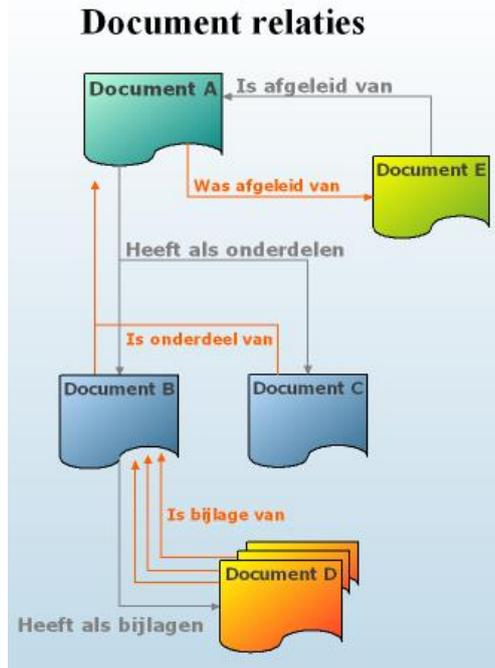 Document relaties
Document A
Is afgeleid van
Document E
Was afgeleid van
Heeft als onderdelen
Is onderdeel van
Document B
Document C
Is bijlage van
Document D
Heeft als bijlagen